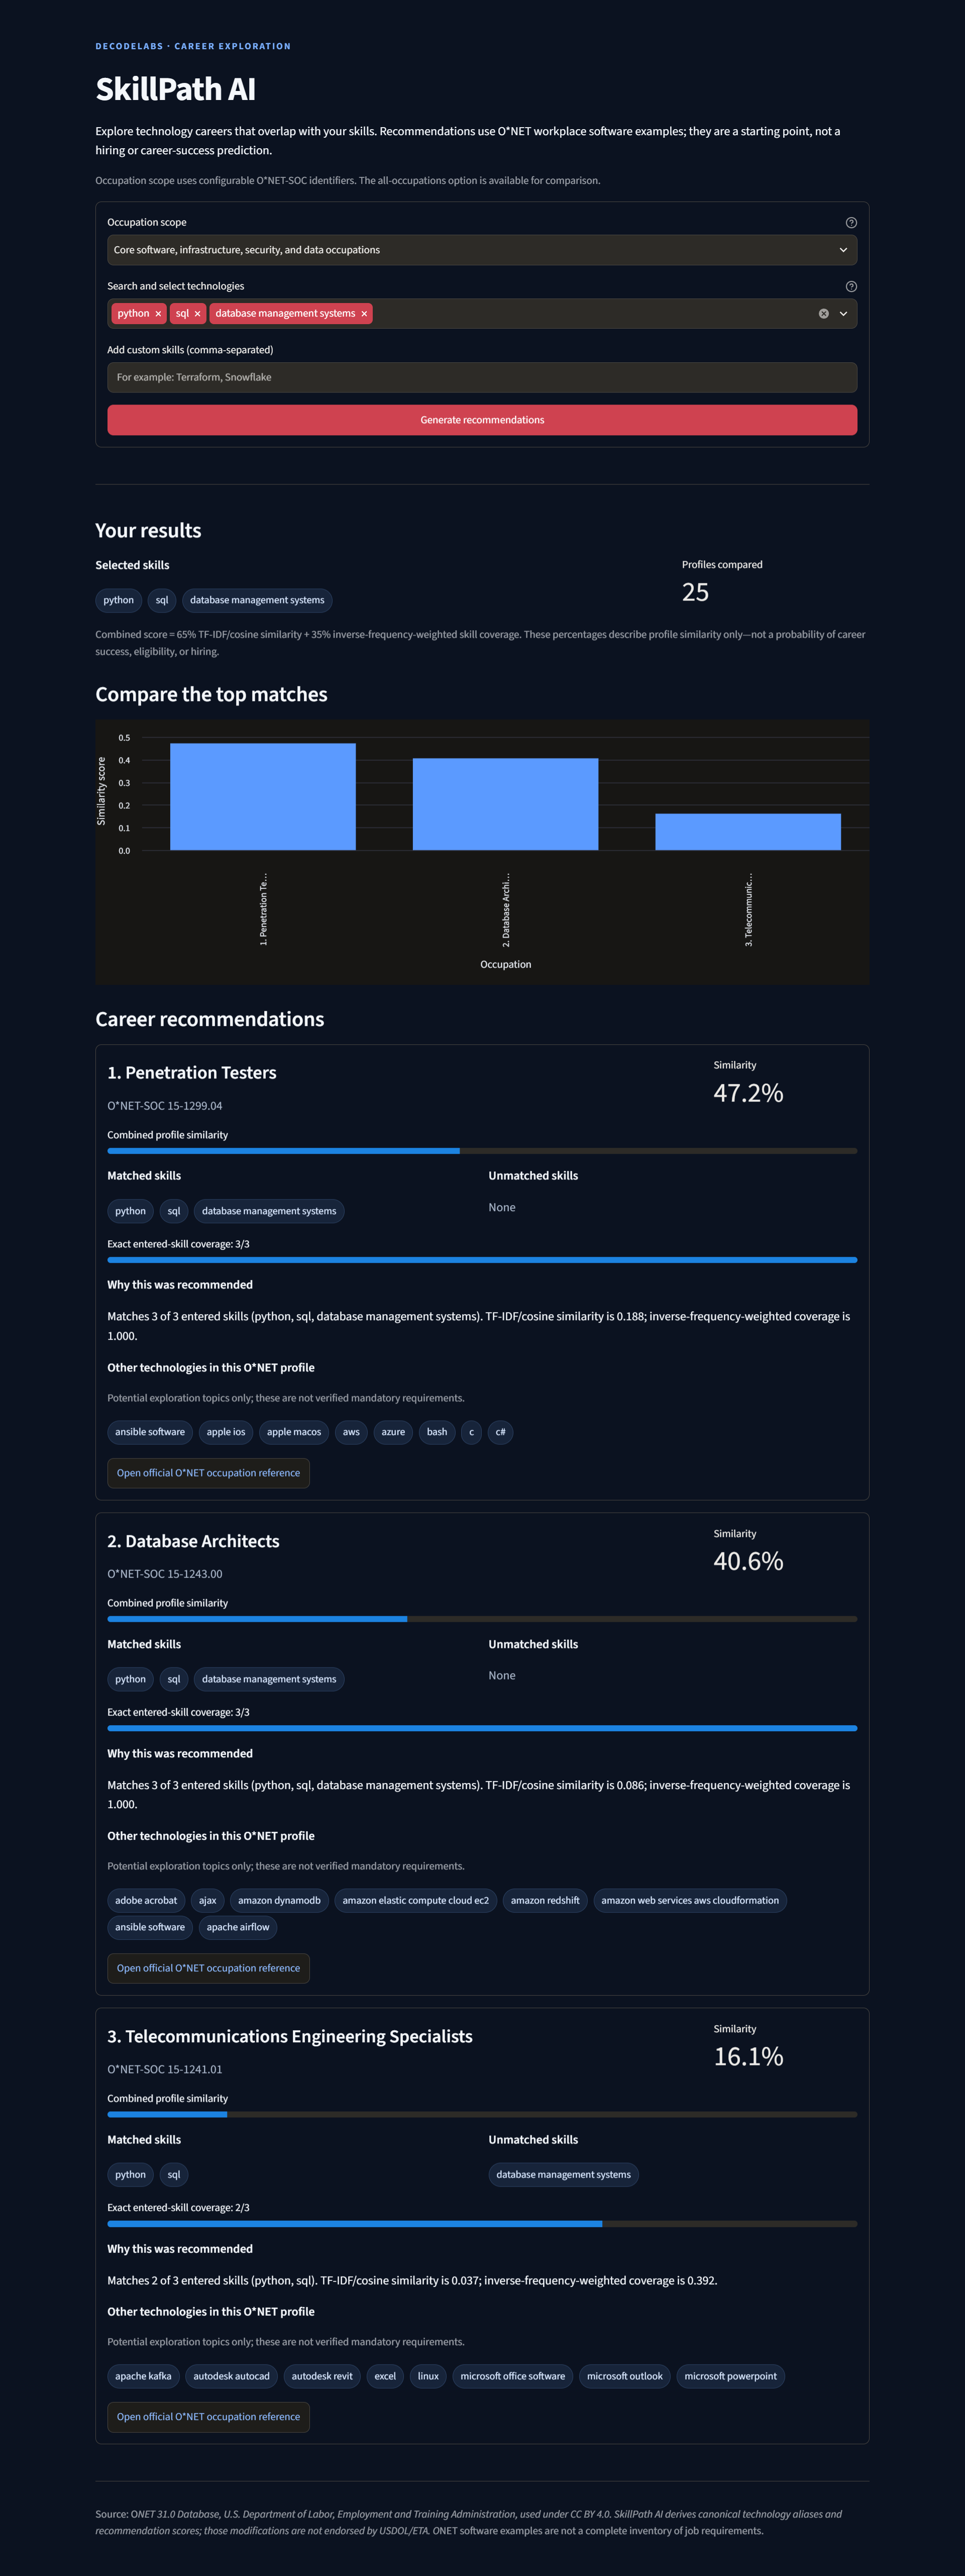 DECODELABS · CAREER EXPLORATION
SkillPath AI
Explore technology careers that overlap with your skills. Recommendations use O*NET workplace software examples; they are a starting point, not a
hiring or career-success prediction.
Occupation scope uses configurable O*NET-SOC identifiers. The all-occupations option is available for comparison.
Occupation scope
Core software, infrastructure, security, and data occupations
Search and select technologies
python × sql × database management systems ×
Add custom skills (comma-separated)
For example: Terraform, Snowflake
Generate recommendations
Your results
Selected skills
python sql database management systems
Profiles compared
25
Combined score = 65% TF-IDF/cosine similarity + 35% inverse-frequency-weighted skill coverage. These percentages describe profile similarity only—not a probability of career
success, eligibility, or hiring.
Compare the top matches
Similarity score
0.5
0.4
0.3
0.2
0.1
0.0
1. Penetration Te...
2. Database Archi...
3. Telecommunic...
Occupation
Career recommendations
1. Penetration Testers
O*NET-SOC 15-1299.04
Similarity
47.2%
Combined profile similarity
Matched skills
python sql database management systems
Unmatched skills
None
Exact entered-skill coverage: 3/3
Why this was recommended
Matches 3 of 3 entered skills (python, sql, database management systems). TF-IDF/cosine similarity is 0.188; inverse-frequency-weighted coverage is
1.000.
Other technologies in this O*NET profile
Potential exploration topics only; these are not verified mandatory requirements.
ansible software apple ios apple macos aws azure bash c c#
Open official O*NET occupation reference
2. Database Architects
O*NET-SOC 15-1243.00
Similarity
40.6%
Combined profile similarity
Matched skills
python sql database management systems
Unmatched skills
None
Exact entered-skill coverage: 3/3
Why this was recommended
Matches 3 of 3 entered skills (python, sql, database management systems). TF-IDF/cosine similarity is 0.086; inverse-frequency-weighted coverage is
1.000.
Other technologies in this O*NET profile
Potential exploration topics only; these are not verified mandatory requirements.
adobe acrobat ajax amazon dynamodb amazon elastic compute cloud ec2 amazon redshift amazon web services aws cloudformation
ansible software apache airflow
Open official O*NET occupation reference
3. Telecommunications Engineering Specialists
O*NET-SOC 15-1241.01
Similarity
16.1%
Combined profile similarity
Matched skills
python sql
Unmatched skills
database management systems
Exact entered-skill coverage: 2/3
Why this was recommended
Matches 2 of 3 entered skills (python, sql). TF-IDF/cosine similarity is 0.037; inverse-frequency-weighted coverage is 0.392.
Other technologies in this O*NET profile
Potential exploration topics only; these are not verified mandatory requirements.
apache kafka autodesk autocad autodesk revit excel linux microsoft office software microsoft outlook microsoft powerpoint
Open official O*NET occupation reference
Source: ONET 31.0 Database, U.S. Department of Labor, Employment and Training Administration, used under CC BY 4.0. SkillPath AI derives canonical technology aliases and
recommendation scores; those modifications are not endorsed by USDOL/ETA. ONET software examples are not a complete inventory of job requirements.